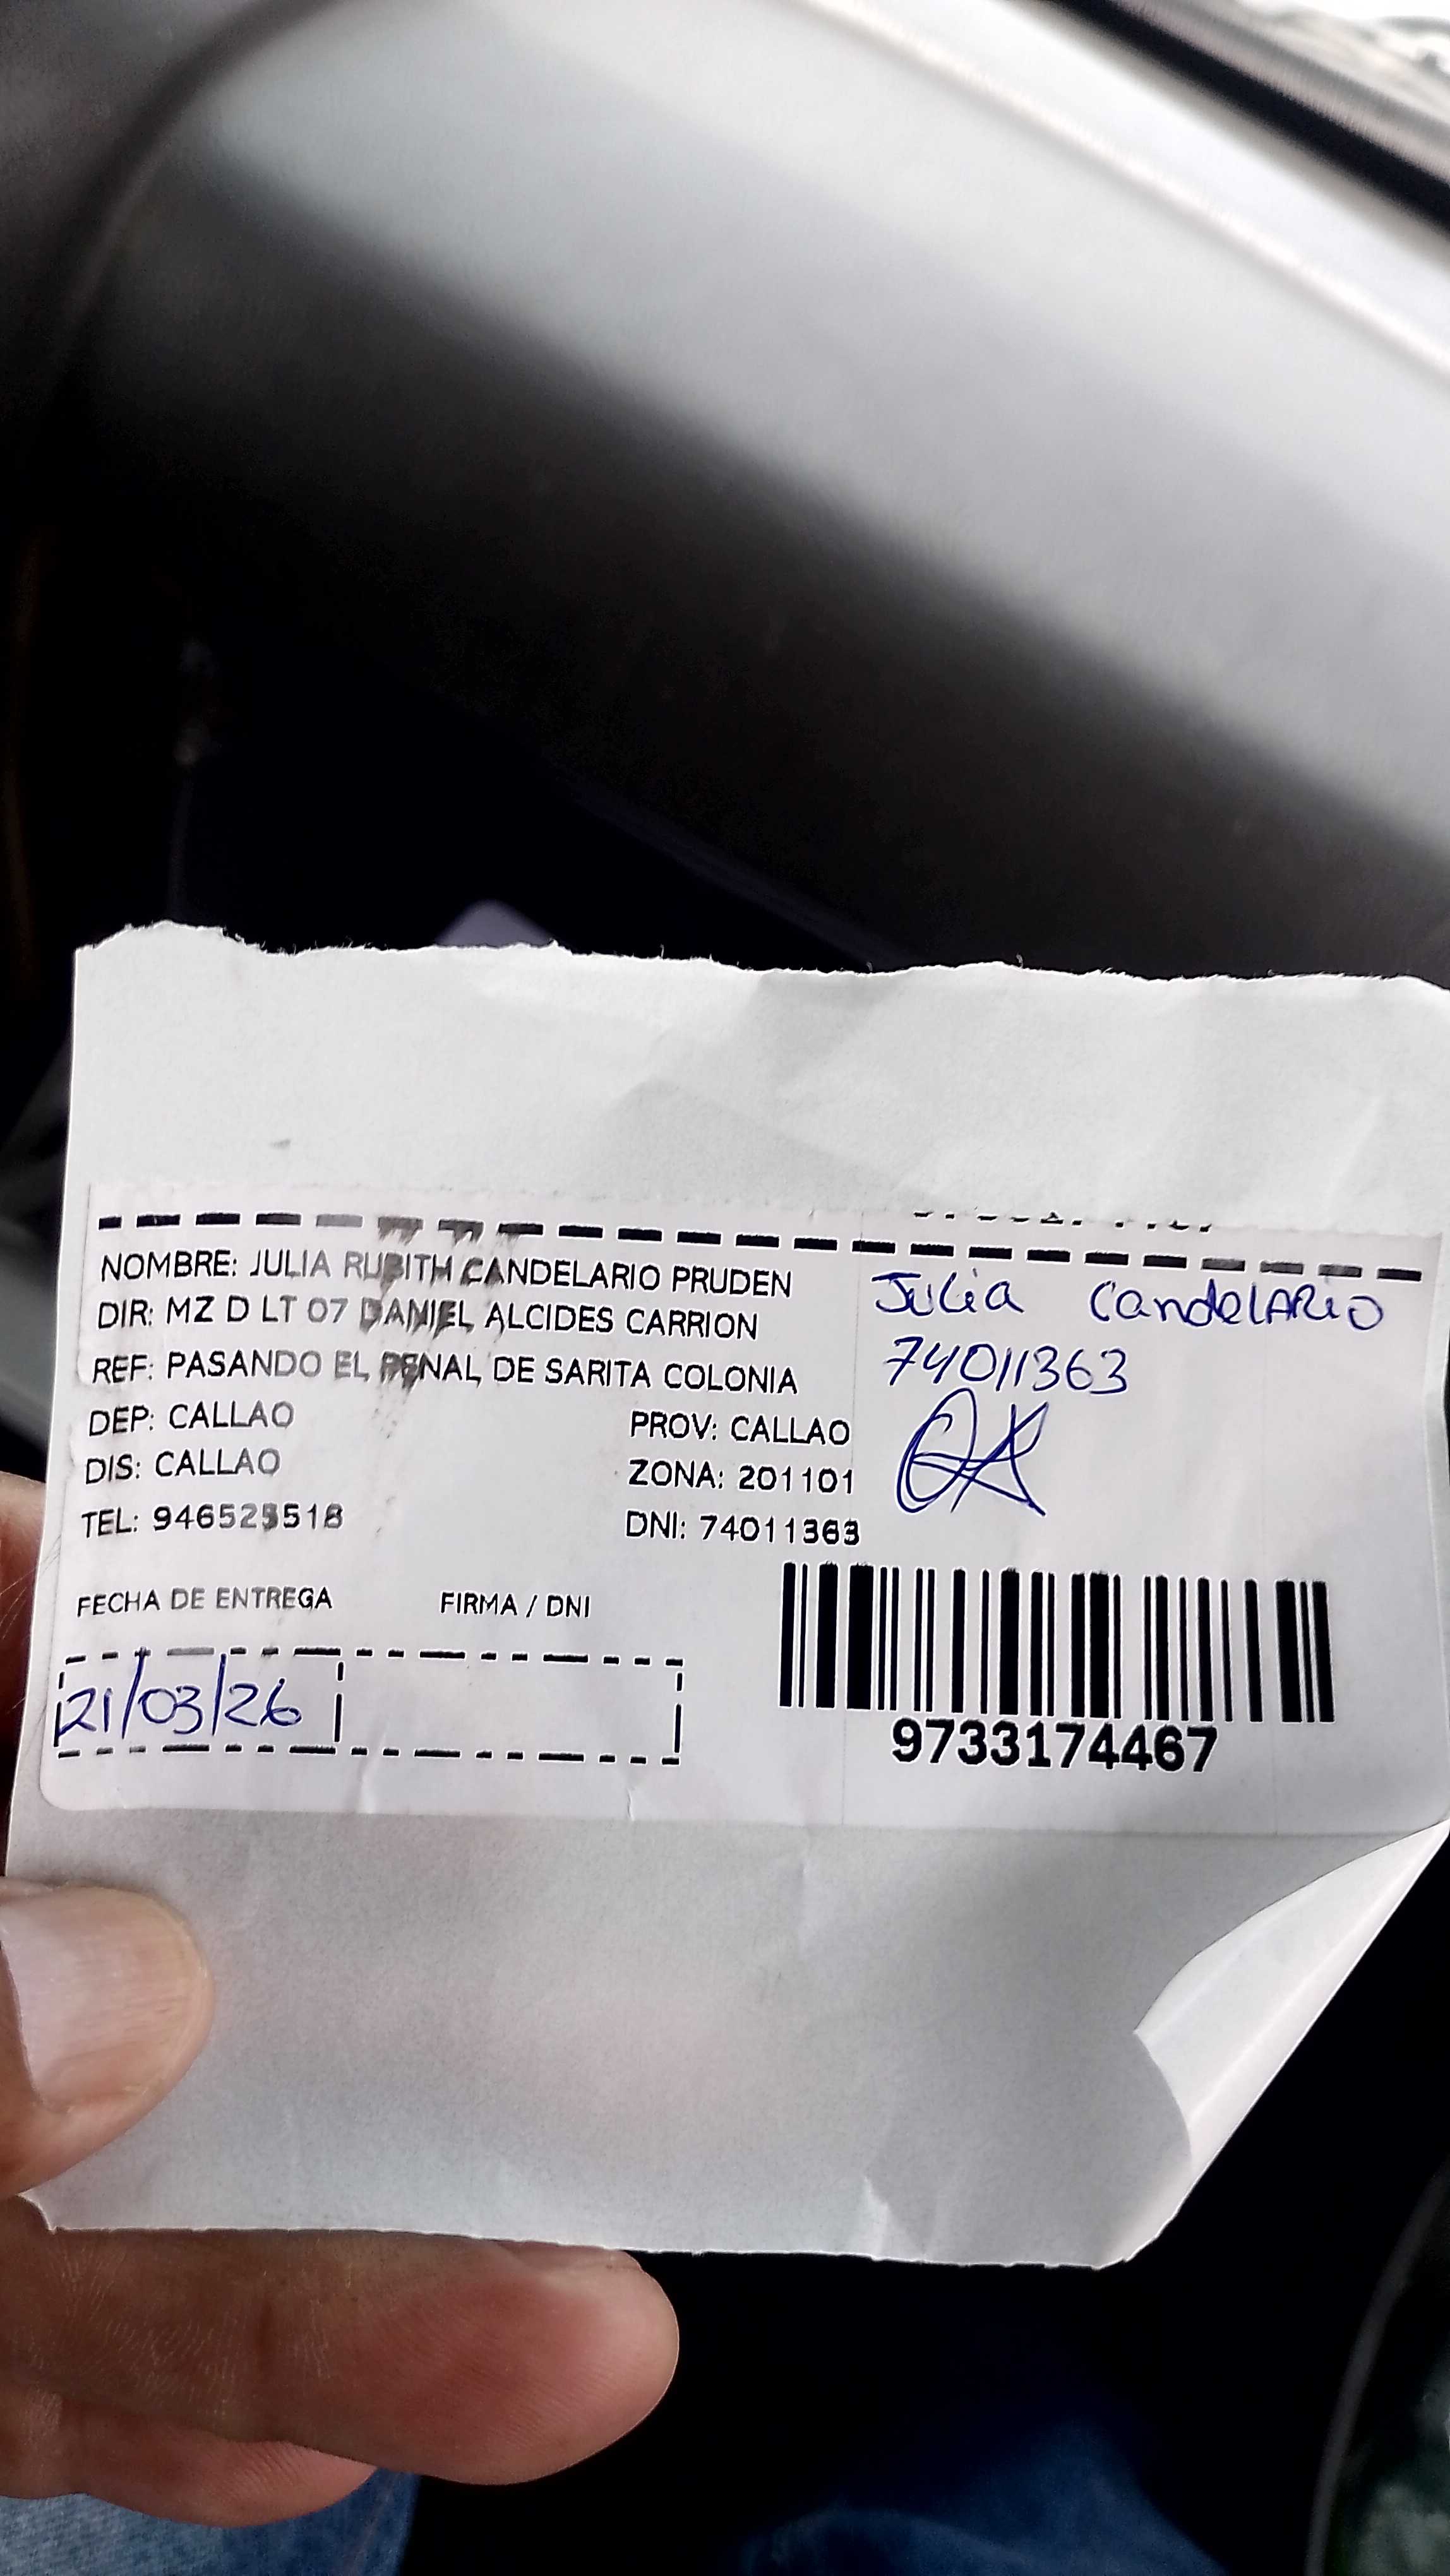 NOMBRE: JULIA RUBITH CANDELARIO PRUDEN
DIR: MZ D LT 07 DANIEL ALCIDES CARRION
REF: PASANDO EL PENAL DE SARITA COLONIA
DEP: CALLAO PROV: CALLAO
DIS: CALLAO ZONA: 201101
TEL: 946523518 DNI: 74011363
Julia CandelARio
74011363
FECHA DE ENTREGA FIRMA / DNI
21/03/26
9733174467